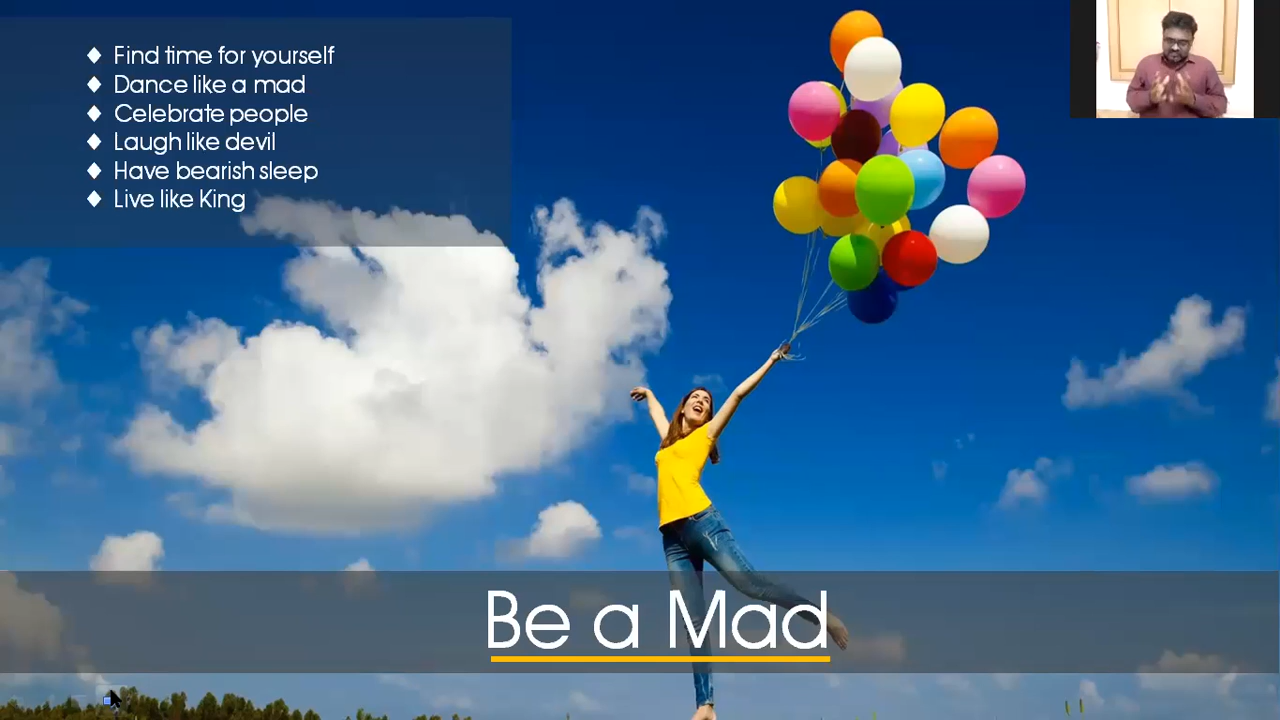 Find time for yourself
Dance like a mad
Celebrate people
Laugh like devil
Have bearish sleep
Live like King
Be a Mad